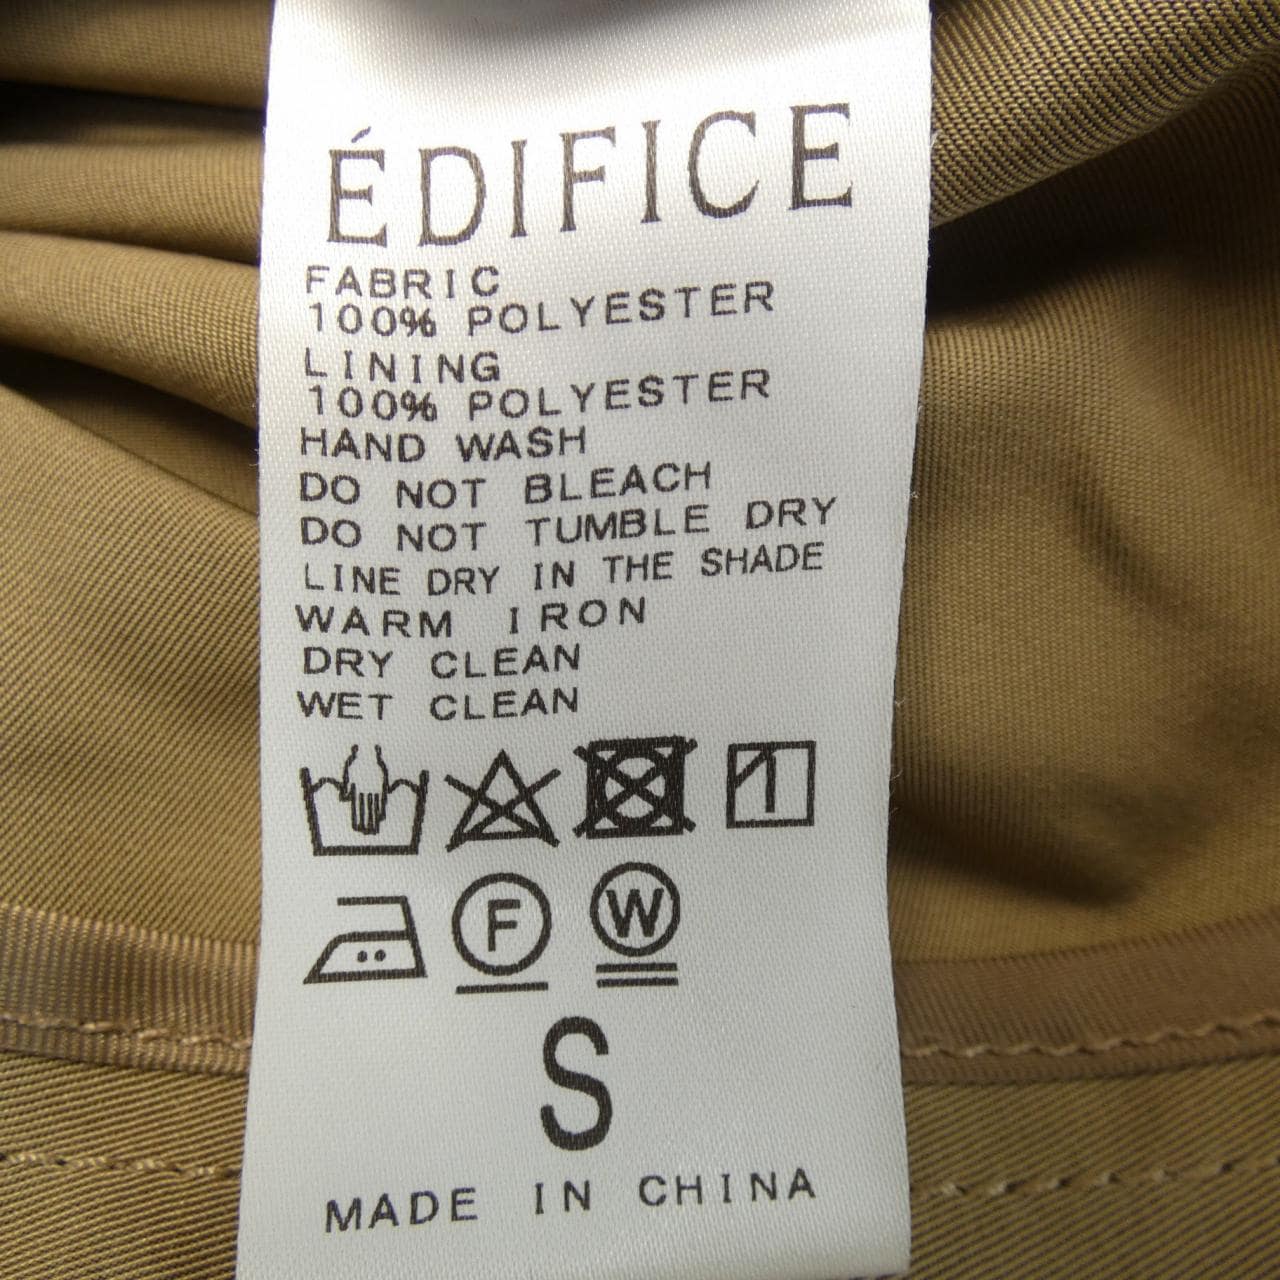 ÉDIFICE
FABRIC
100% POLYESTER
LINING
100% POLYESTER
HAND WASH
DO NOT BLEACH
DO NOT TUMBLE DRY
LINE DRY IN THE SHADE
WARM IRON
DRY CLEAN
WET CLEAN
F W
S
MADE IN CHINA